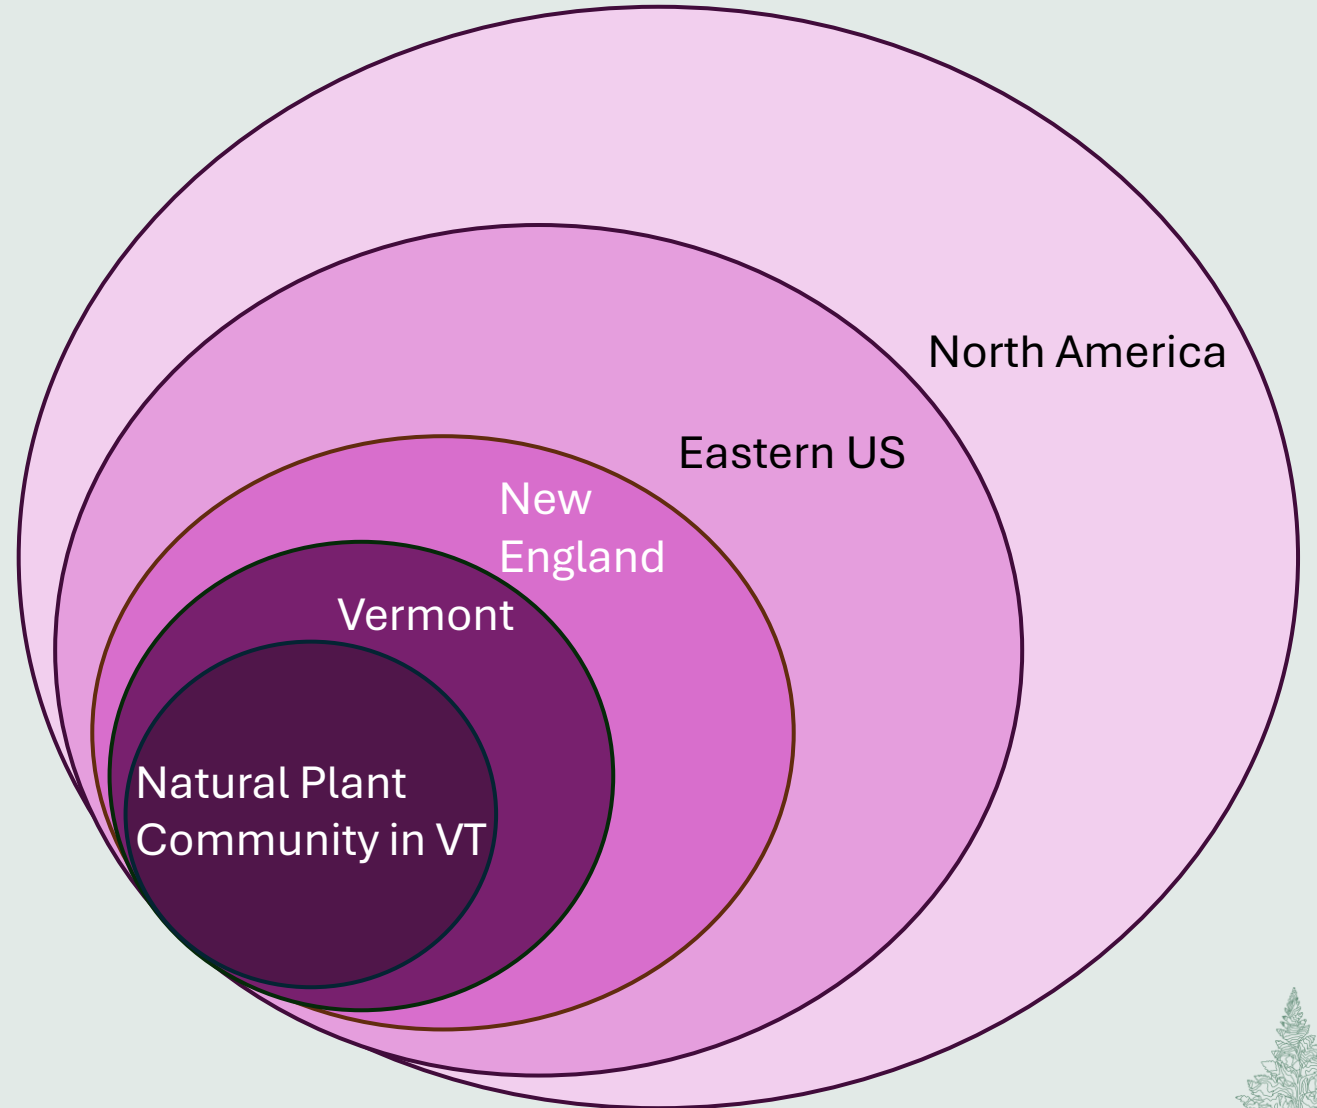 North America
Eastern US
New
England
Vermont
Natural Plant
Community in VT